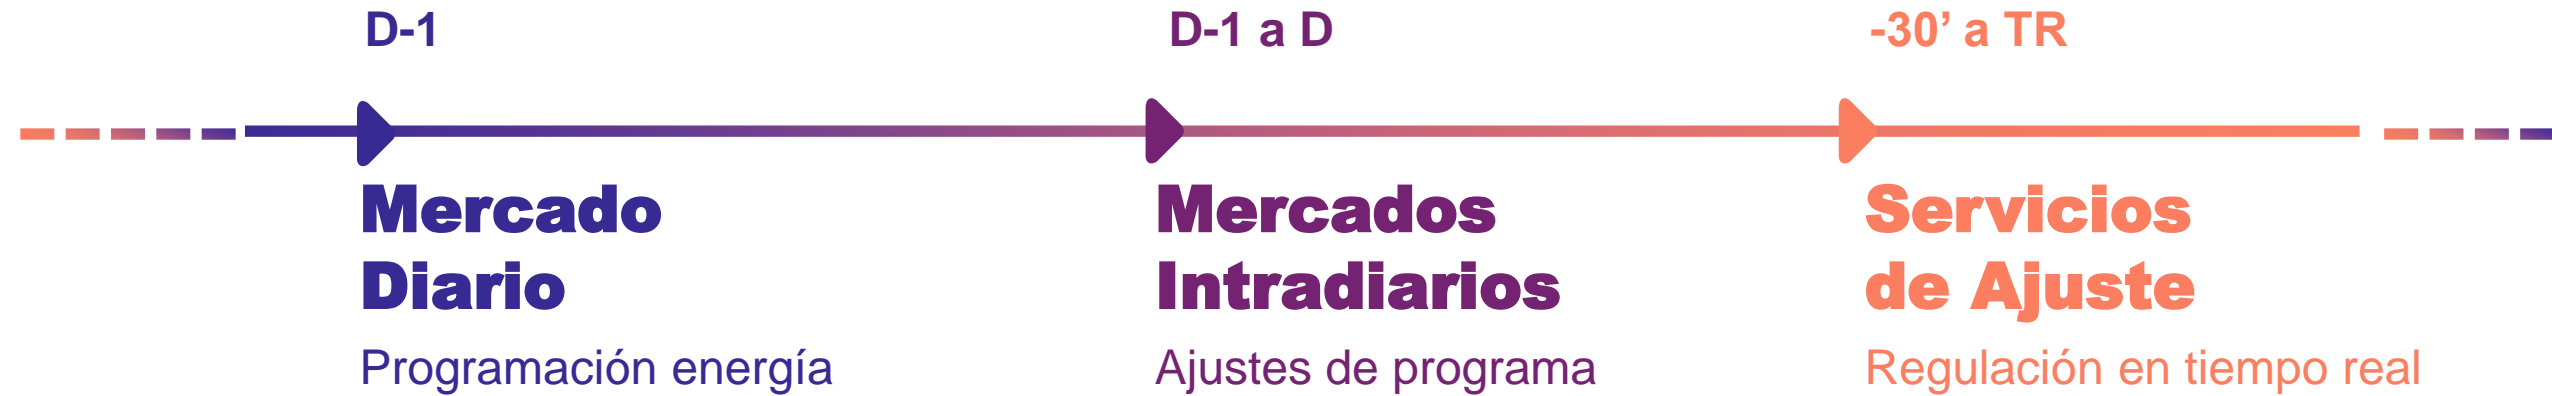 D-1
D-1 a D
-30’ a TR
Mercado
Diario
Programación energía
Mercados
Intradiarios
Ajustes de programa
Servicios
de Ajuste
Regulación en tiempo real